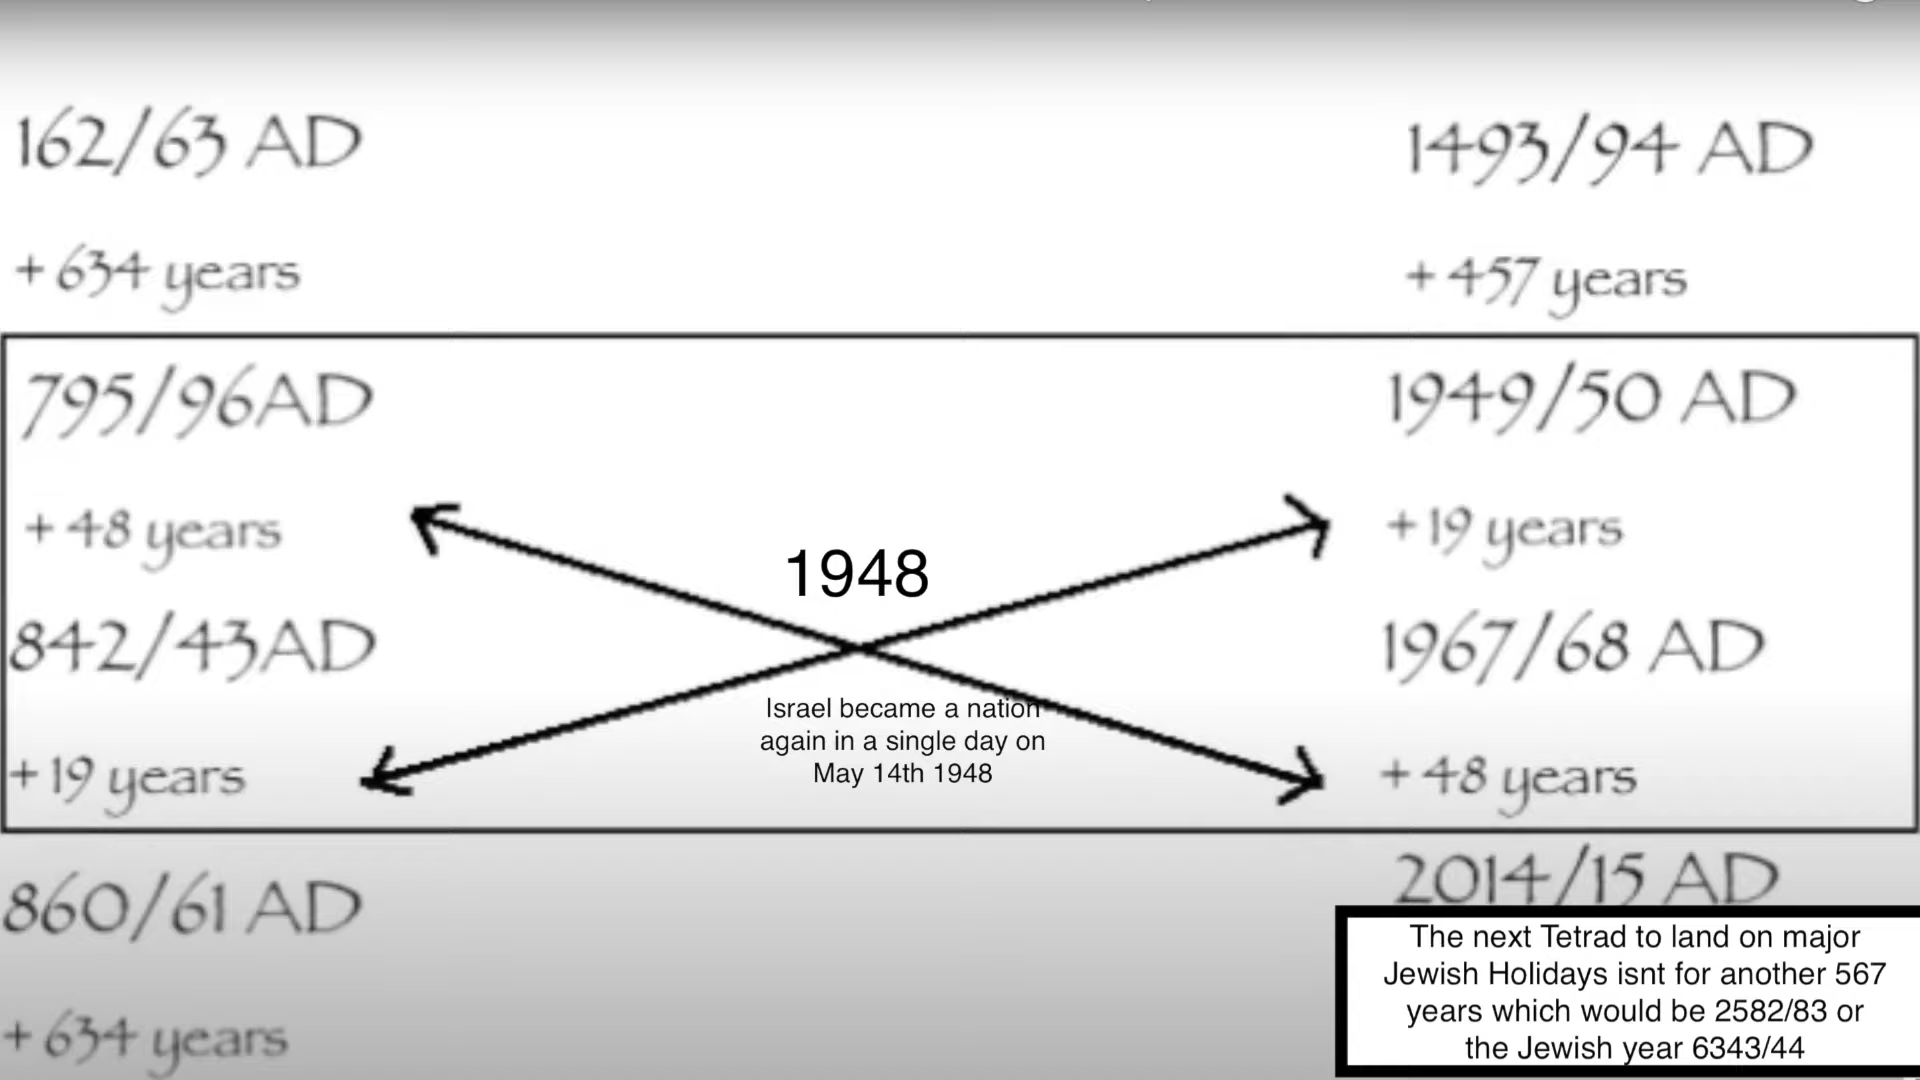 162/63 AD
+ 634 years
795/96AD
+ 48 years
842/43AD
+ 19 years
860/61 AD
+ 634 years
1948
Israel became a nation
again in a single day on
May 14th 1948
1493/94 AD
+ 457 years
1949/50 AD
+ 19 years
1967/68 AD
+ 48 years
2014/15 AD
The next Tetrad to land on major
Jewish Holidays isnt for another 567
years which would be 2582/83 or
the Jewish year 6343/44